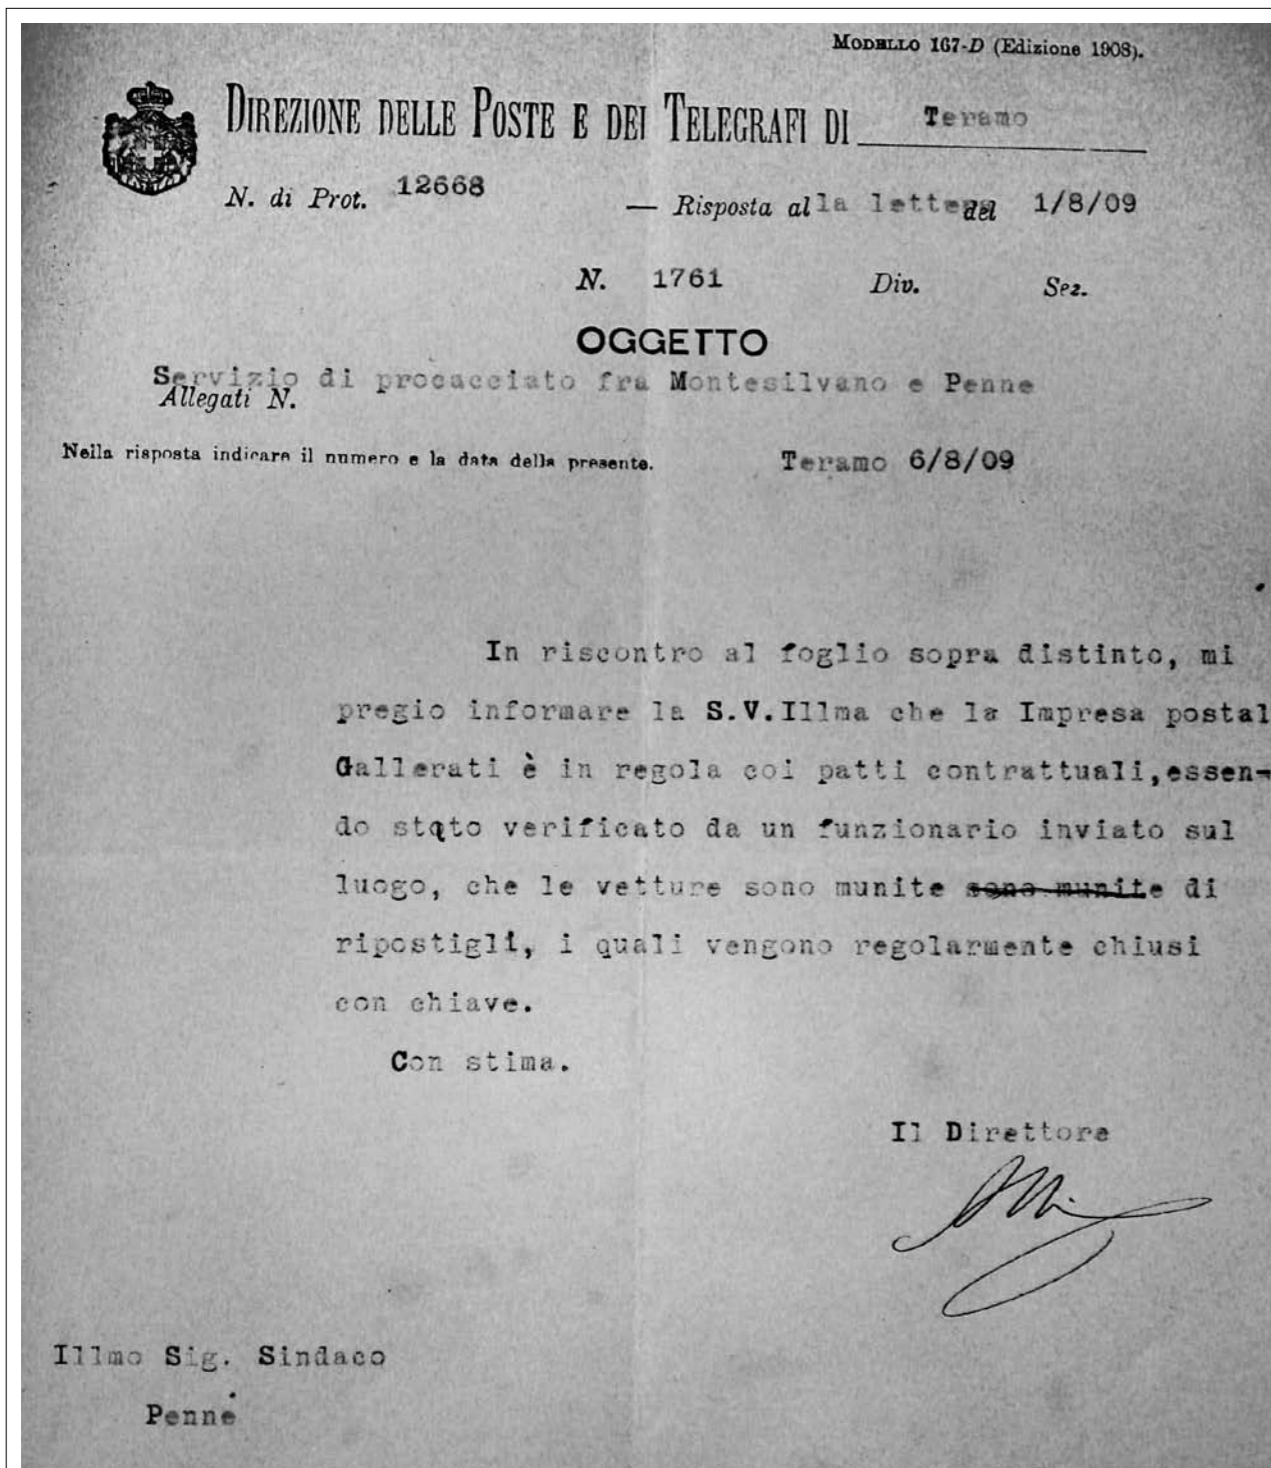 MODELLO 167-D (Edizione 1908).
DIREZIONE DELLE POSTE E DEI TELEGRAFI DI Teramo
N. di Prot. 12668 — Risposta alla lettera del 1/8/09
N. 1761 Div. Sez.
OGGETTO
Servizio di procacciato fra Montesilvano e Penne
Allegati N.
Nella risposta indicare il numero e la data della presente. Teramo 6/8/09
In riscontro al foglio sopra distinto, mi
pregio informare la S.V.Illma che la Impresa postal
Gallerati è in regola coi patti contrattuali,essen-
do stato verificato da un funzionario inviato sul
luogo, che le vetture sono munite sono munite di
ripostigli, i quali vengono regolarmente chiusi
con chiave.
Con stima.
Il Direttore
Illmo Sig. Sindaco
Penne